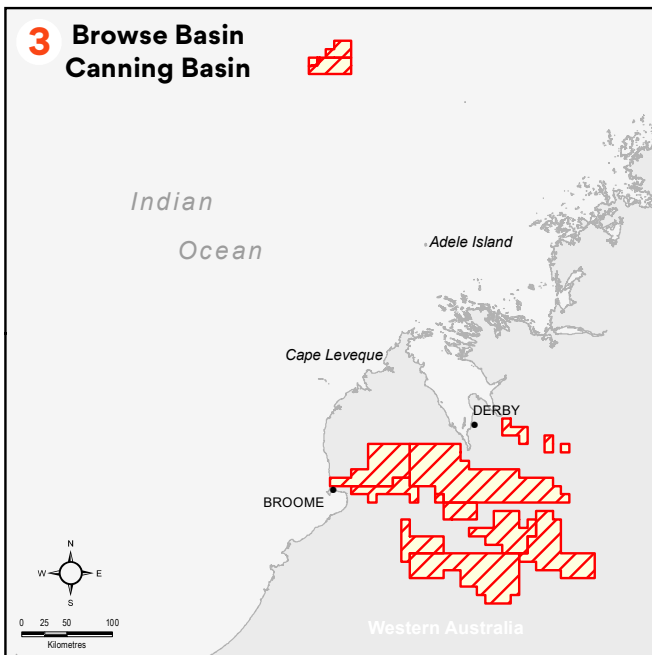 3
Browse Basin
Canning Basin
Indian
Ocean
Adele Island
Cape Leveque
DERBY
BROOME
N
W E
S
0 25 50 100
Kilometres
Western Australia